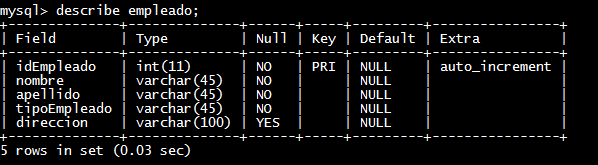 mysql> describe empleado;
+--------------+--------------+------+-----+---------+----------------+
| Field        | Type         | Null | Key | Default | Extra          |
+--------------+--------------+------+-----+---------+----------------+
| idEmpleado   | int(11)      | NO   | PRI | NULL    | auto_increment |
| nombre       | varchar(45)  | NO   |     | NULL    |                |
| apellido     | varchar(45)  | NO   |     | NULL    |                |
| tipoEmpleado | varchar(45)  | NO   |     | NULL    |                |
| direccion    | varchar(100) | YES  |     | NULL    |                |
+--------------+--------------+------+-----+---------+----------------+
5 rows in set (0.03 sec)